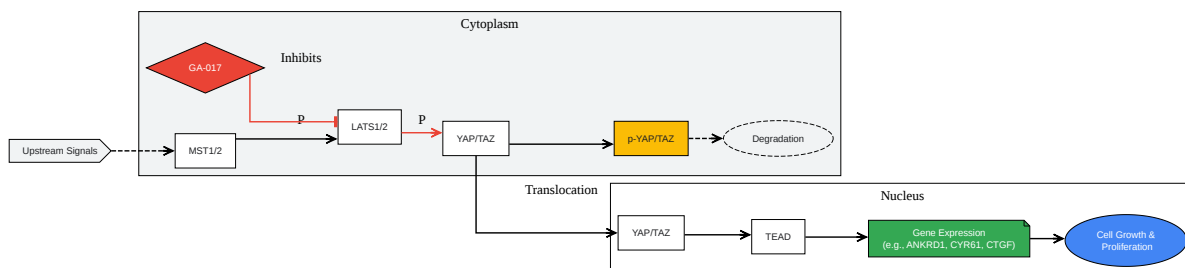 Cytoplasm
GA-017
Inhibits
P
LATS1/2
P
Upstream Signals
MST1/2
YAP/TAZ
p-YAP/TAZ
Degradation
Translocation
Nucleus
YAP/TAZ
TEAD
Gene Expression
(e.g., ANKRD1, CYR61, CTGF)
Cell Growth &
Proliferation